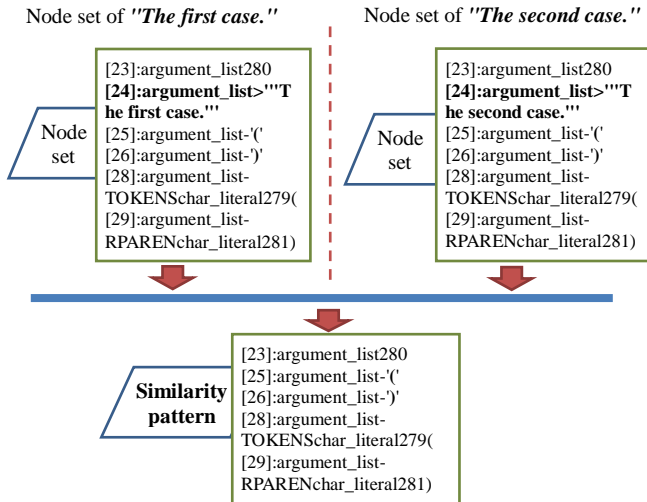 Node set of "The first case."
[23]:argument_list280
[24]:argument_list>"'"T
he first case."'
[25]:argument_list-'('
[26]:argument_list-')'
[28]:argument_list-
TOKENSchar_literal279(
[29]:argument_list-
RPARENchar_literal281)
Node
set
Node set of "The second case."
[23]:argument_list280
[24]:argument_list>"'"T
he second case."'
[25]:argument_list-'('
[26]:argument_list-')'
[28]:argument_list-
TOKENSchar_literal279(
[29]:argument_list-
RPARENchar_literal281)
Node
set
Similarity
pattern
[23]:argument_list280
[25]:argument_list-'('
[26]:argument_list-')'
[28]:argument_list-
TOKENSchar_literal279(
[29]:argument_list-
RPARENchar_literal281)